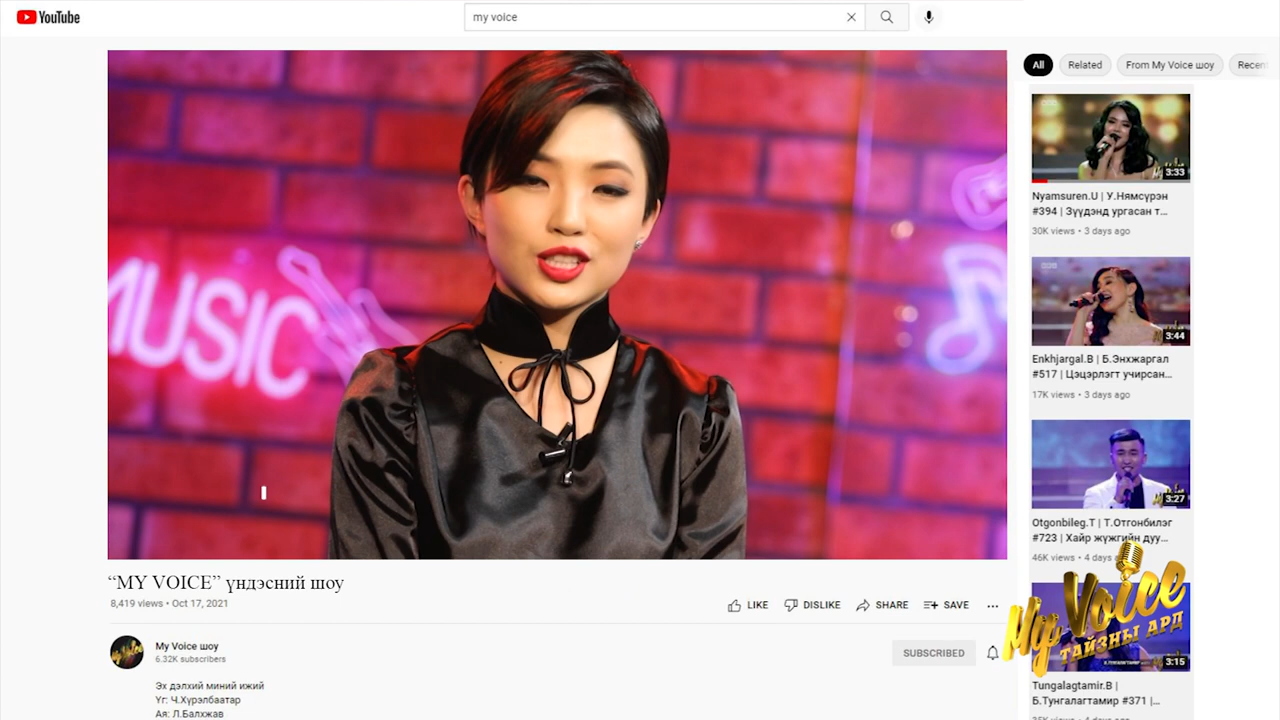 YouTube
my voice
All
Related
From My Voice шоу
MUSIC
3:33
Nyamsuren.U | У.Нямсүрэн
#394 | Зүүдэнд ургасан т...
30K views • 3 days ago
3:44
Enkhjargal.B | Б.Энхжаргал
#517 | Цэцэрлэгт учирсан...
17K views • 3 days ago
3:27
Otgonbileg.T | Т.Отгонбилэг
#723 | Хайр жүжгийн дуу...
46K views • 4 days
My Voice
ТАЙЗНЫ АРД
3:15
Tungalagtamir.B |
Б.Тунгалагтамир #371 |...
“MY VOICE” үндэсний шоу
8,419 views • Oct 17, 2021
LIKE
DISLIKE
SHARE
SAVE
...
My Voice шоу
6.32K subscribers
SUBSCRIBED
Эх дэлхий миний ижий
Үг: Ч.Хүрэлбаатар
Ая: Л.Балхжав